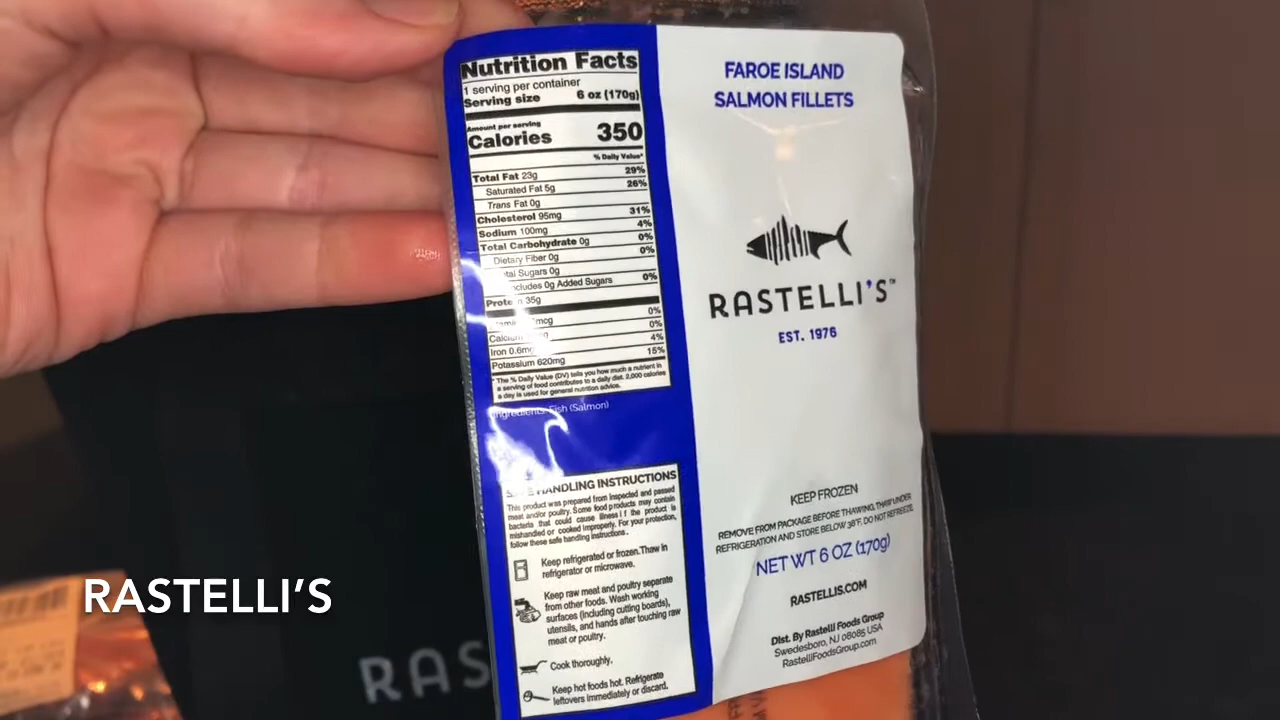 Nutrition Facts
1 serving per container
Serving size 6 oz (170g)
Amount per serving
Calories 350
% Daily Value*
Total Fat 23g 29%
Saturated Fat 5g 26%
Trans Fat 0g
Cholesterol 95mg 31%
Sodium 100mg 4%
Total Carbohydrate 0g 0%
Dietary Fiber 0g 0%
Sugars 0g
0g Added Sugars 0%
35g
0%
0%
Iron 0.6mg 4%
Potassium 620mg 15%
* The % Daily Value (DV) tells you how much a nutrient in
a serving of food contributes to a daily diet. 2,000 calories
a day is used for general nutrition advice.
Ingredients: Fish (Salmon)
HANDLING INSTRUCTIONS
This product was prepared from inspected and passed
meat and/or poultry. Some food products may contain
bacteria that could cause illness if the product is
mishandled or cooked improperly. For your protection,
follow these safe handling instructions.
Keep refrigerated or frozen.Thaw in
refrigerator or microwave.
Keep raw meat and poultry separate
from other foods. Wash working
surfaces (including cutting boards),
utensils, and hands after touching raw
meat or poultry.
Cook thoroughly.
Keep hot foods hot. Refrigerate
leftovers immediately or discard.
FAROE ISLAND
SALMON FILLETS
RASTELLI'S™
EST. 1976
KEEP FROZEN
REMOVE FROM PACKAGE BEFORE THAWING, THAW UNDER
REFRIGERATION AND STORE BELOW 38°F. DO NOT REFREEZE.
NET WT 6 OZ (170g)
RASTELLIS.COM
Dist. By Rastelli Foods Group
Swedesboro, NJ 08085 USA
RastelliFoodsGroup.com
RASTELLI'S
RAS